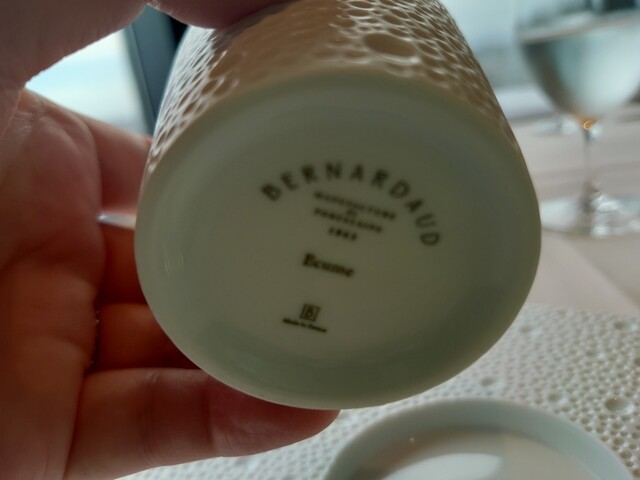 BERNARDAUD
MANUFACTURE
DE
PORCELAINE
1863
Ecume
B
Made in France